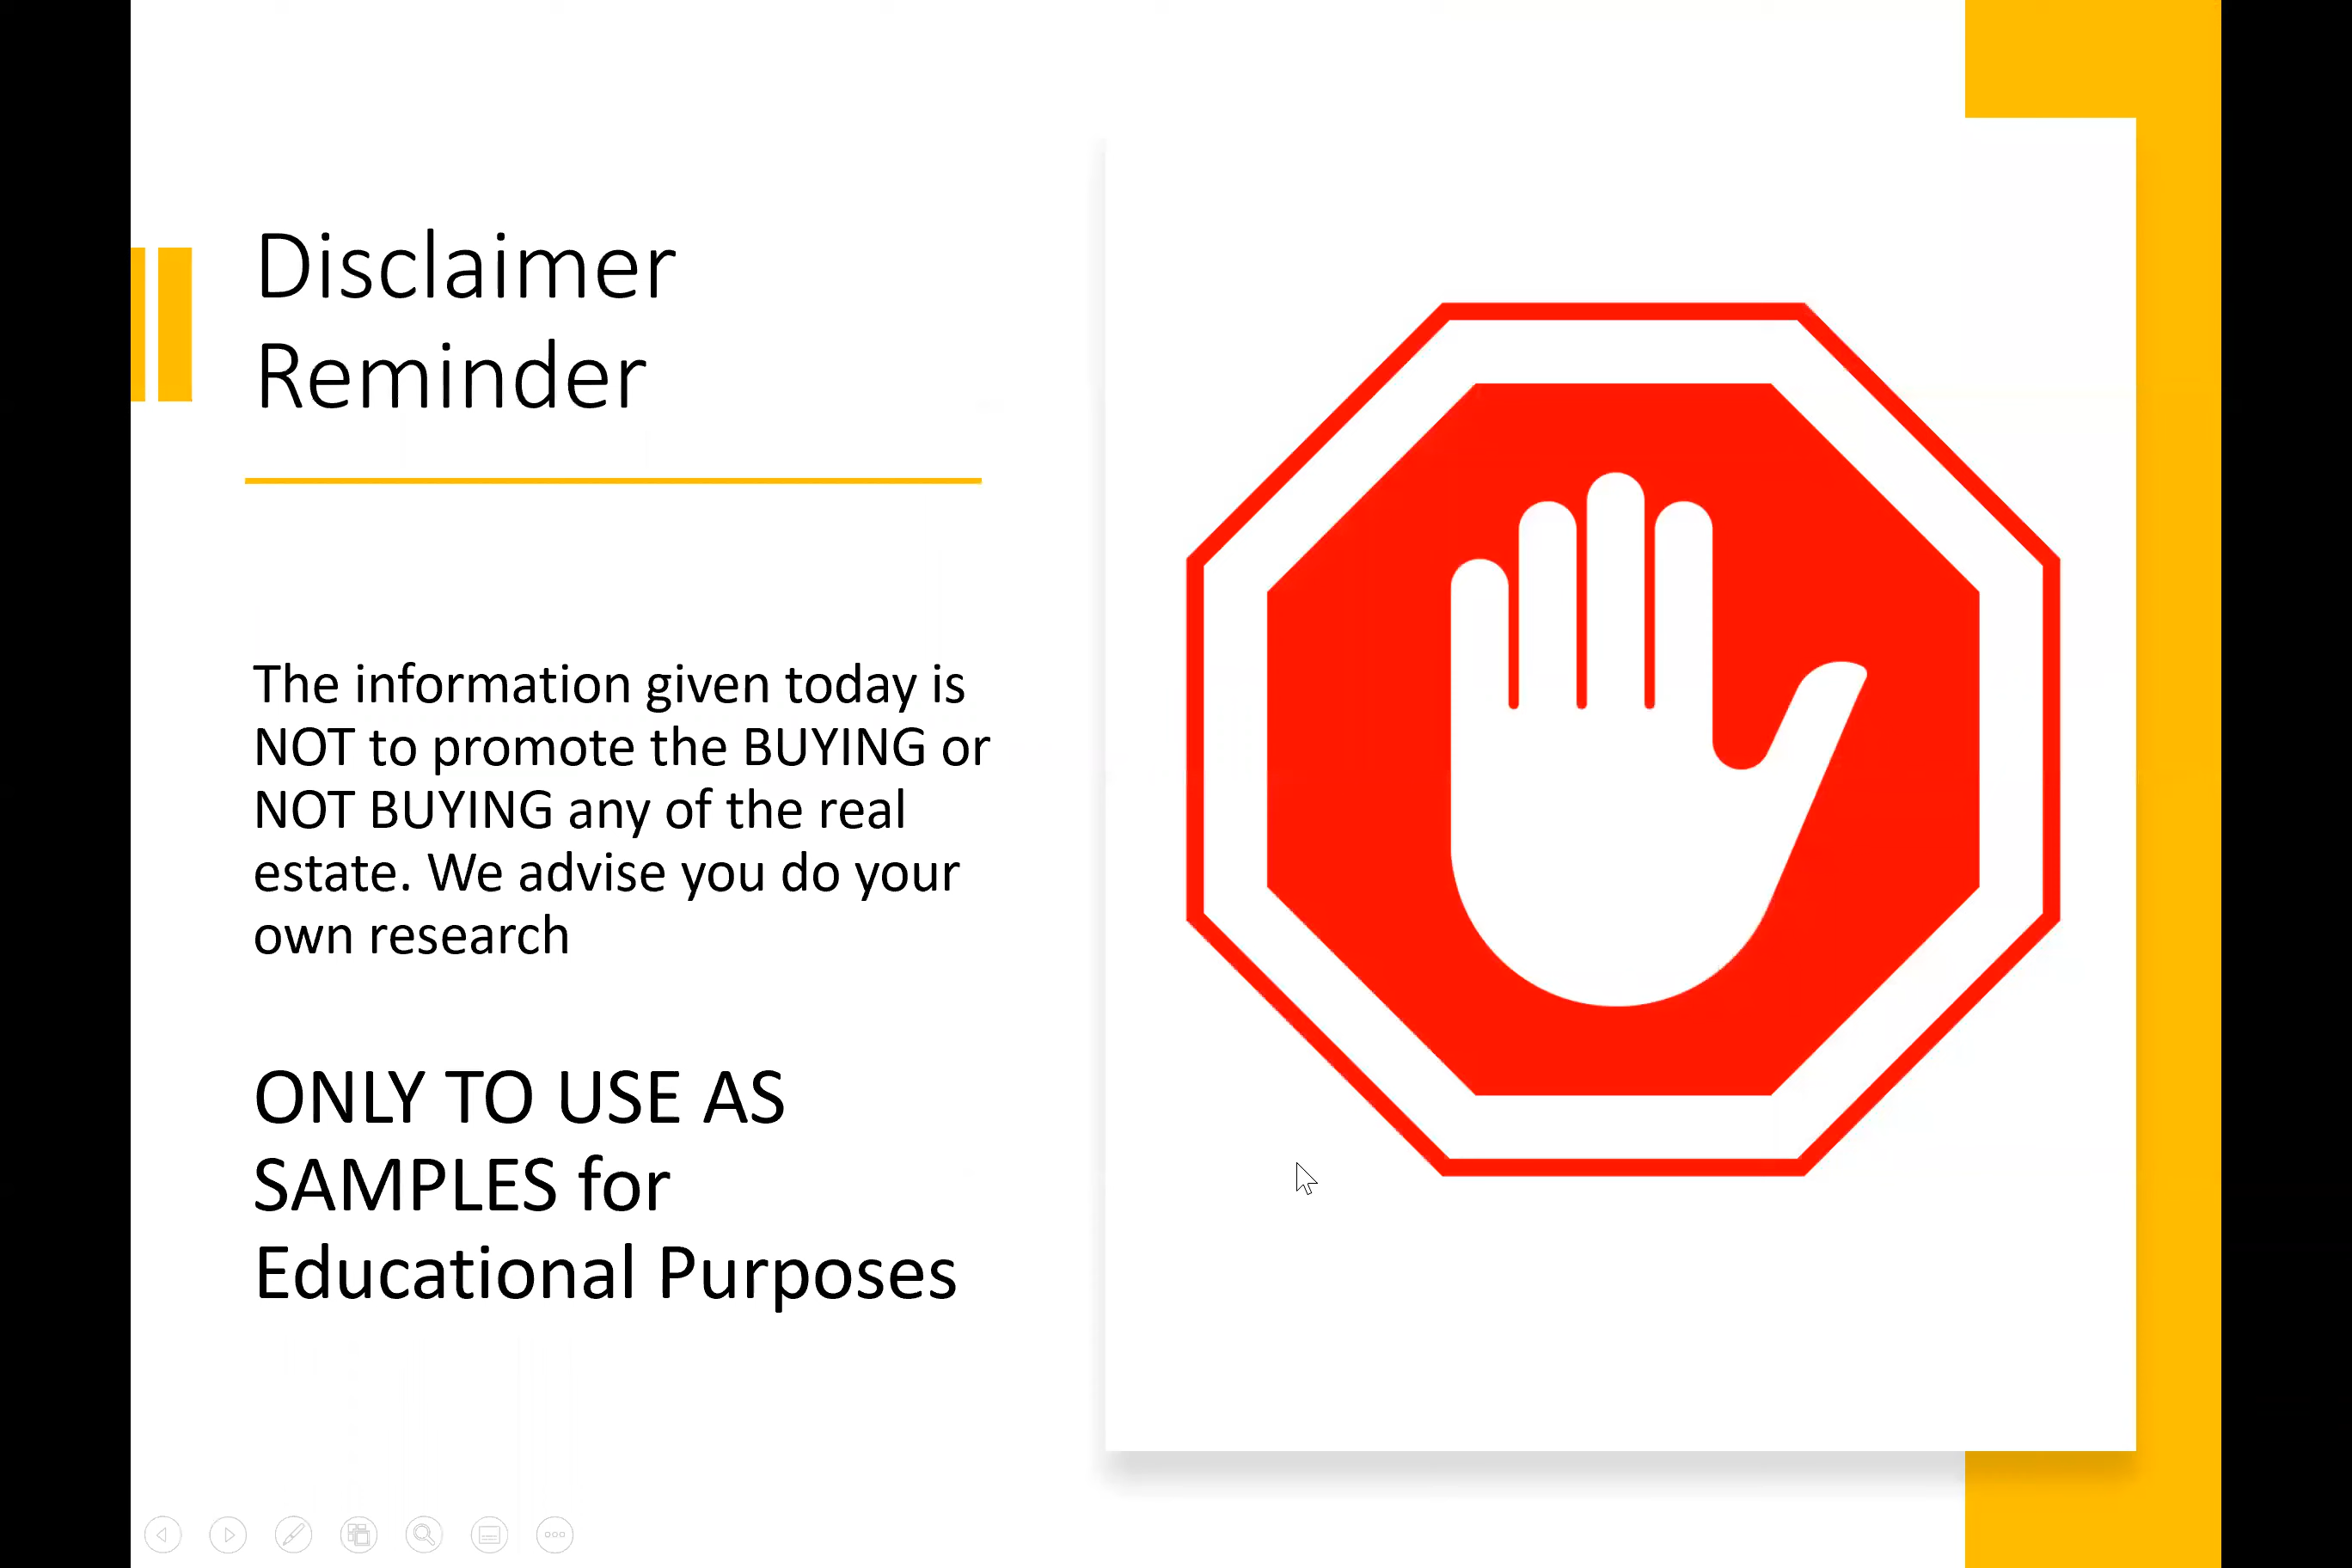 Disclaimer
Reminder
The information given today is
NOT to promote the BUYING or
NOT BUYING any of the real
estate. We advise you do your
own research
ONLY TO USE AS
SAMPLES for
Educational Purposes